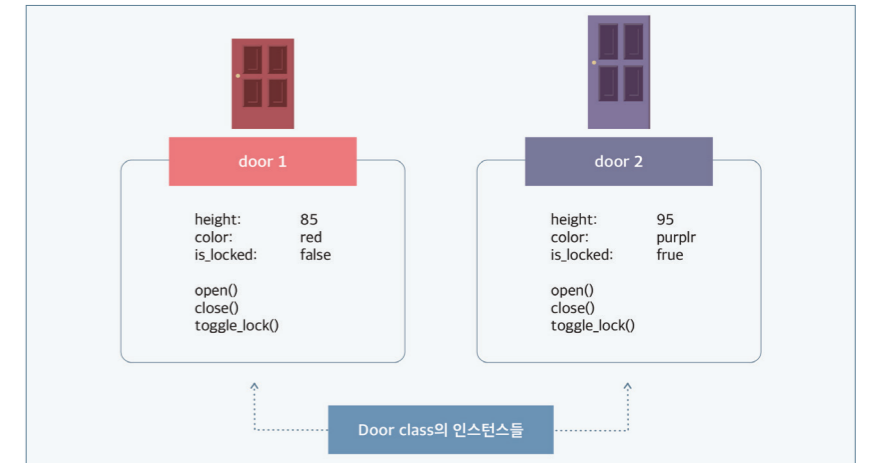 door 1
height: 85
color: red
is_locked: false
open()
close()
toggle_lock()
door 2
height: 95
color: purplr
is_locked: frue
open()
close()
toggle_lock()
Door class의 인스턴스들